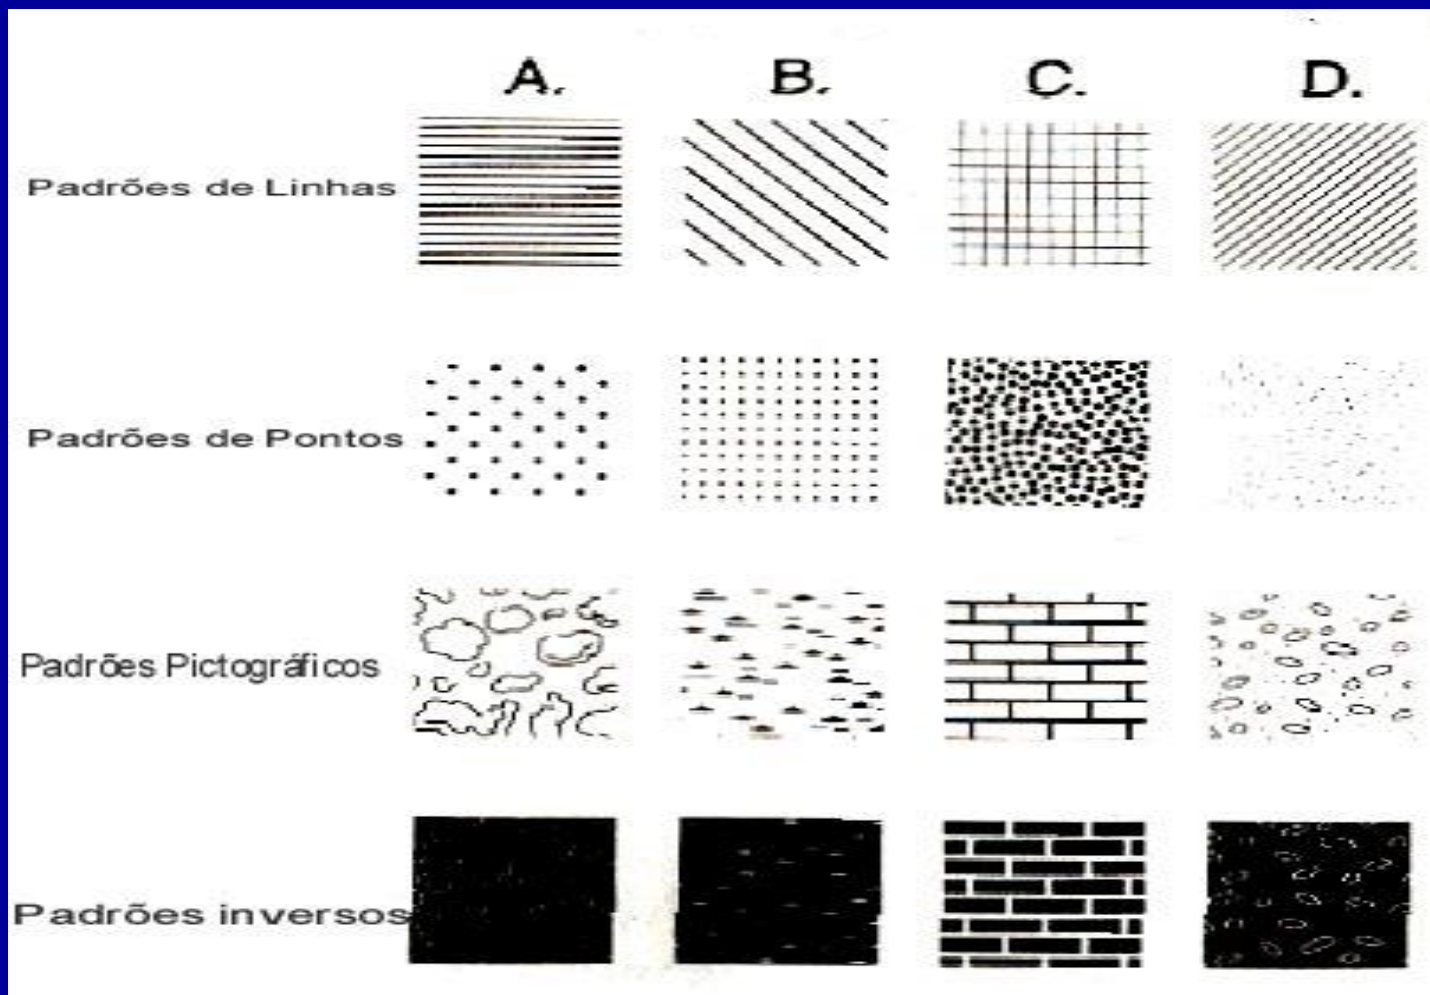 A. B. C. D.
Padrões de Linhas
Padrões de Pontos
Padrões Pictográficos
Padrões inversos